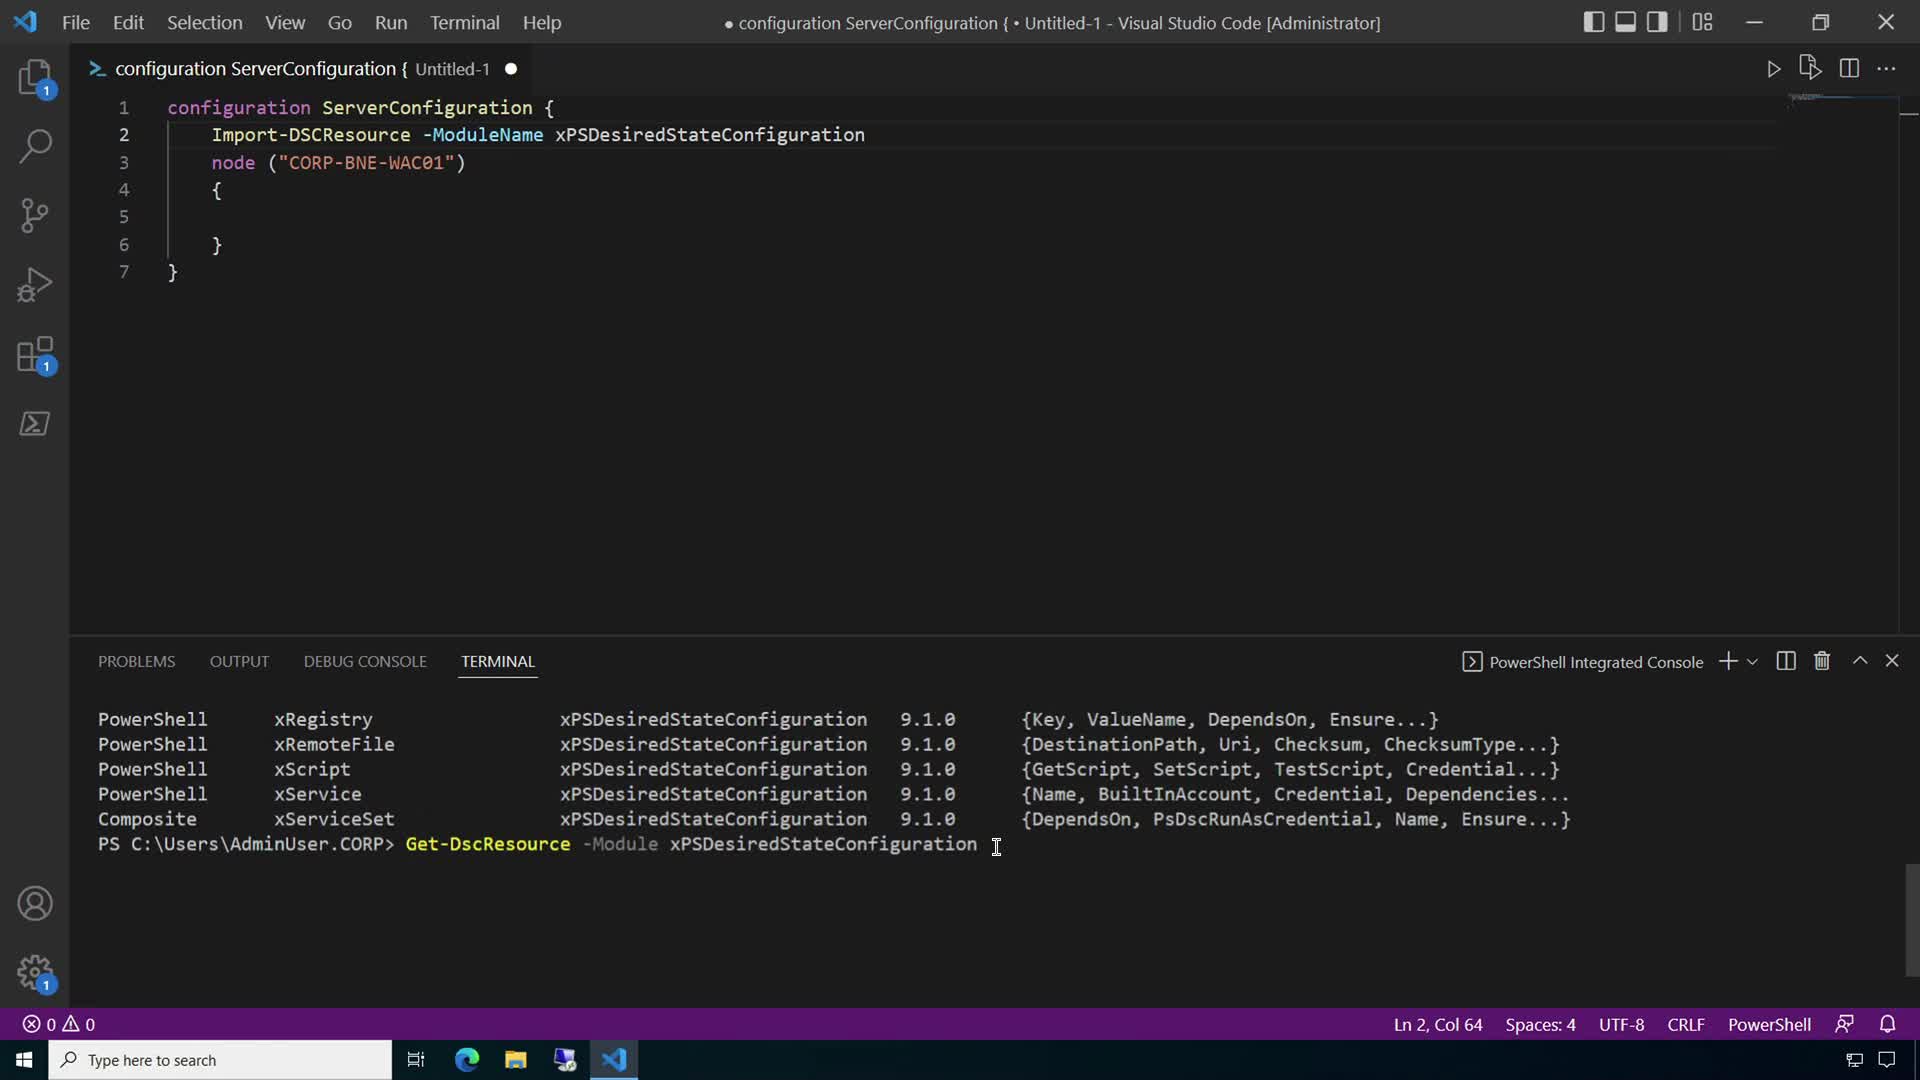 File Edit Selection View Go Run Terminal Help ● configuration ServerConfiguration { • Untitled-1 - Visual Studio Code [Administrator]
configuration ServerConfiguration { Untitled-1 ●
1 configuration ServerConfiguration {
2 Import-DSCResource -ModuleName xPSDesiredStateConfiguration
3 node ("CORP-BNE-WAC01")
4 {
5
6 }
7 }
1
1
1
PROBLEMS OUTPUT DEBUG CONSOLE TERMINAL PowerShell Integrated Console
PowerShell xRegistry xPSDesiredStateConfiguration 9.1.0 {Key, ValueName, DependsOn, Ensure...}
PowerShell xRemoteFile xPSDesiredStateConfiguration 9.1.0 {DestinationPath, Uri, Checksum, ChecksumType...}
PowerShell xScript xPSDesiredStateConfiguration 9.1.0 {GetScript, SetScript, TestScript, Credential...}
PowerShell xService xPSDesiredStateConfiguration 9.1.0 {Name, BuiltInAccount, Credential, Dependencies...
Composite xServiceSet xPSDesiredStateConfiguration 9.1.0 {DependsOn, PsDscRunAsCredential, Name, Ensure...}
PS C:\Users\AdminUser.CORP> Get-DscResource -Module xPSDesiredStateConfiguration
0 0 Ln 2, Col 64 Spaces: 4 UTF-8 CRLF PowerShell
Type here to search